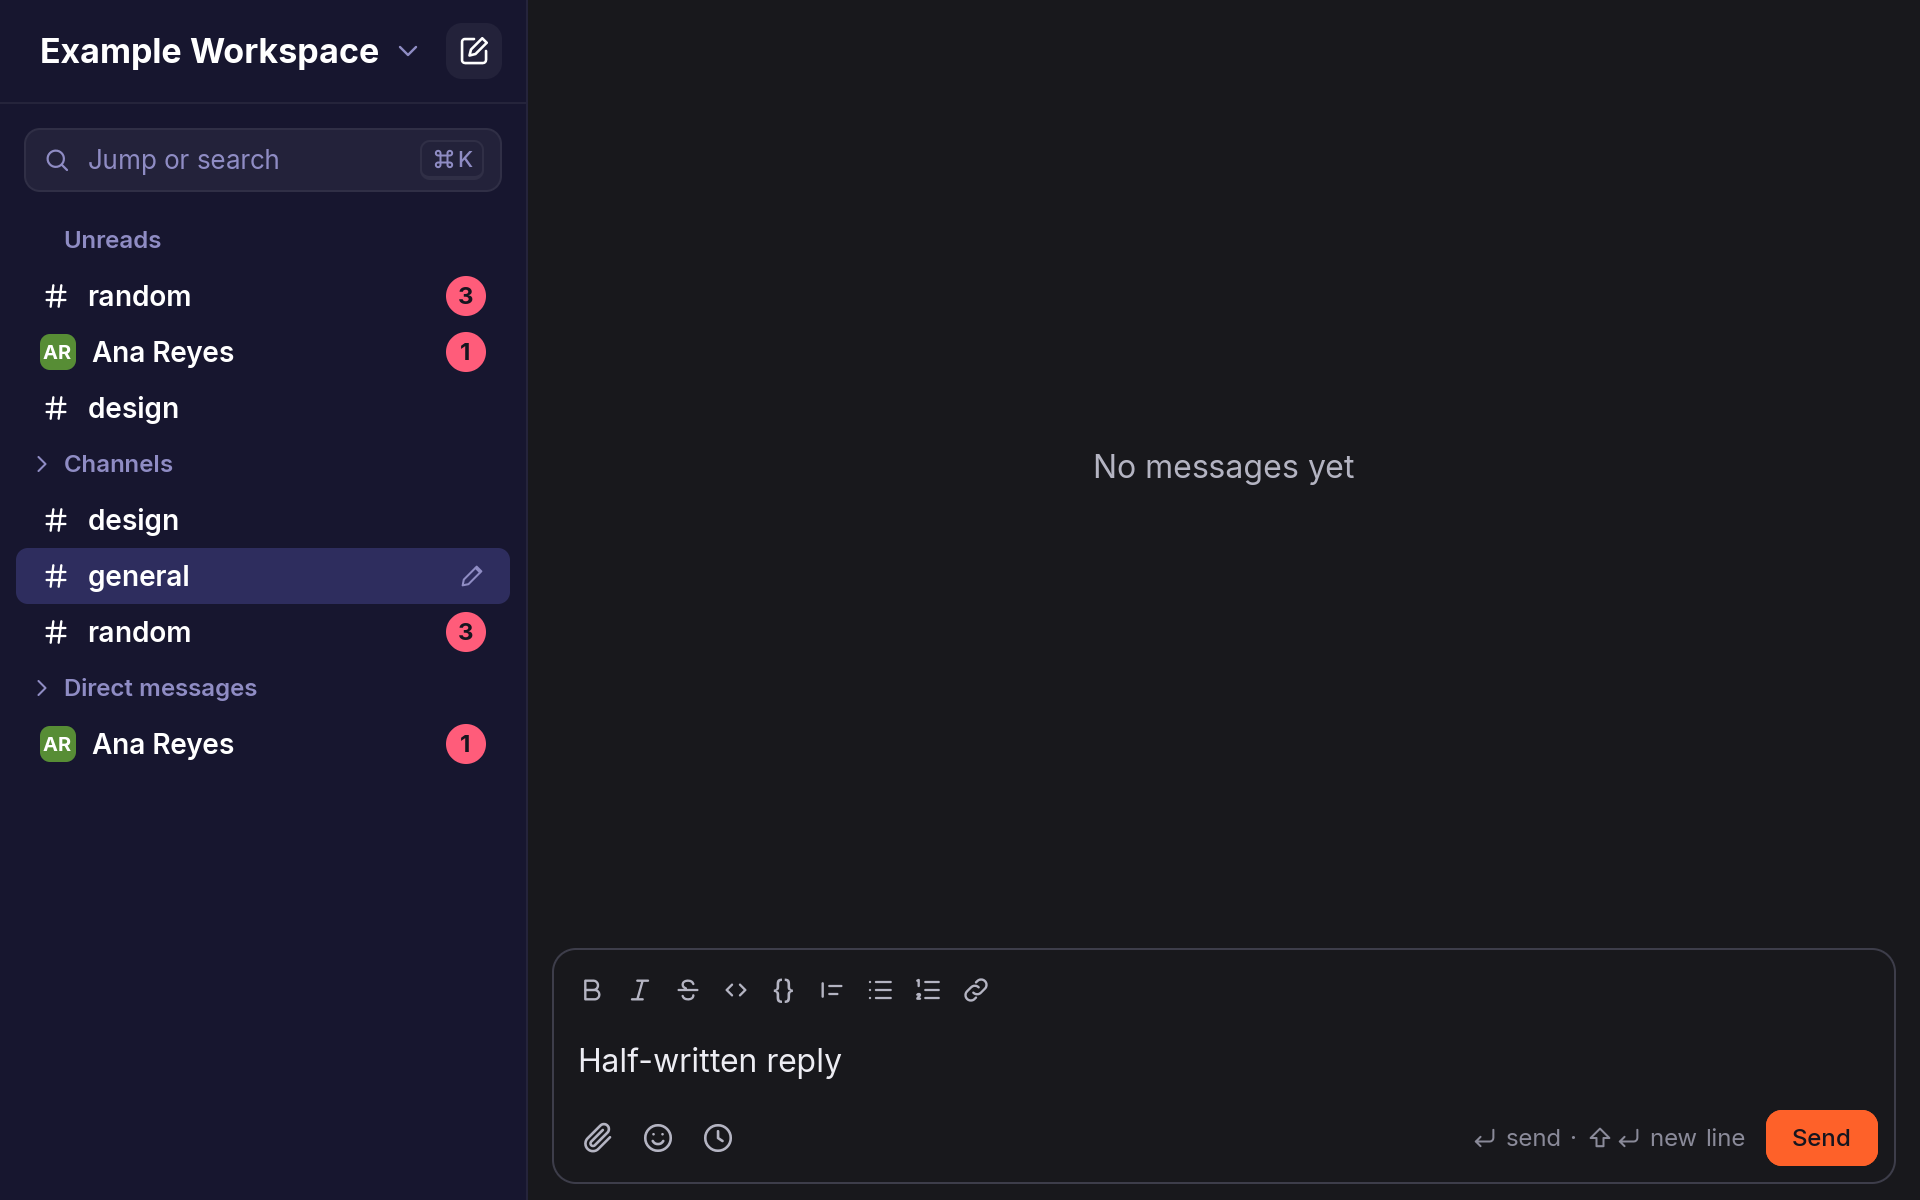 Example Workspace
Jump or search
⌘K
Unreads
# random 3
AR Ana Reyes 1
# design
Channels
# design
# general
# random 3
Direct messages
AR Ana Reyes 1
No messages yet
Half-written reply
send · new line
Send